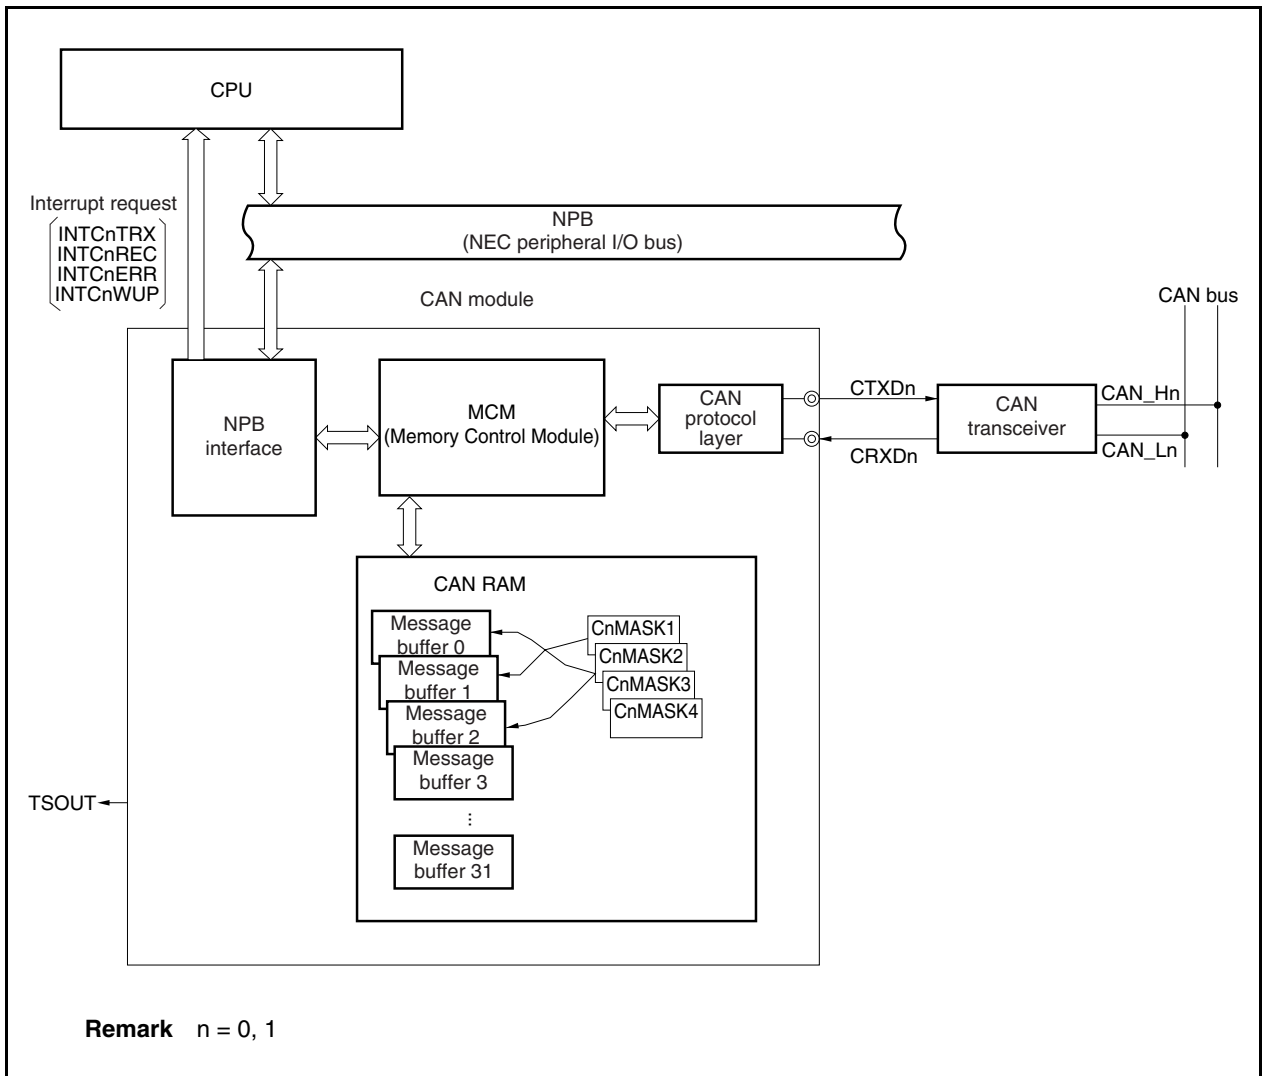 CPU
Interrupt request
INTCnTRX
INTCnREC
INTCnERR
INTCnWUP
NPB
(NEC peripheral I/O bus)
CAN module
CAN bus
NPB
interface
MCM
(Memory Control Module)
CAN
protocol
layer
CTXDn
CRXDn
CAN
transceiver
CAN_Hn
CAN_Ln
CAN RAM
Message
buffer 0
Message
buffer 1
Message
buffer 2
Message
buffer 3
⋮
Message
buffer 31
CnMASK1
CnMASK2
CnMASK3
CnMASK4
TSOUT
Remark n = 0, 1